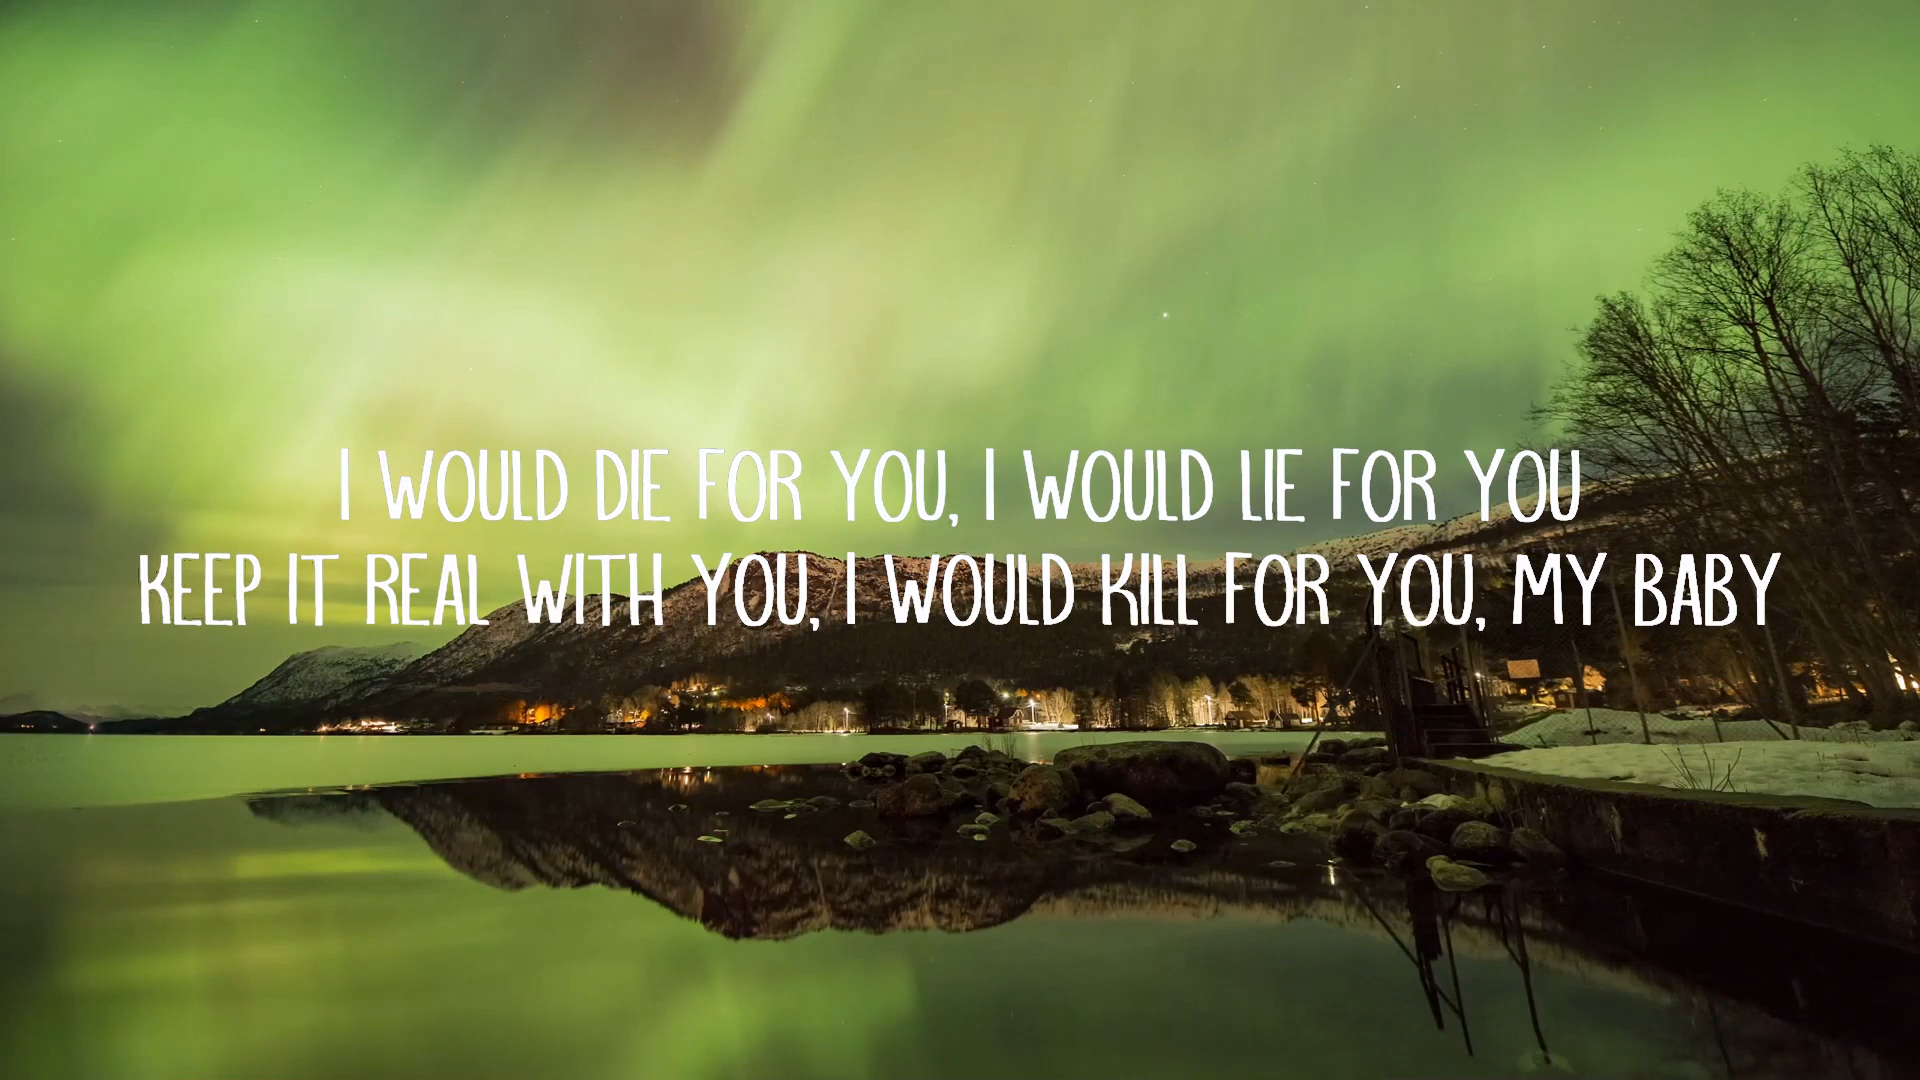 I WOULD DIE FOR YOU, I WOULD LIE FOR YOU
KEEP IT REAL WITH YOU, I WOULD KILL FOR YOU, MY BABY